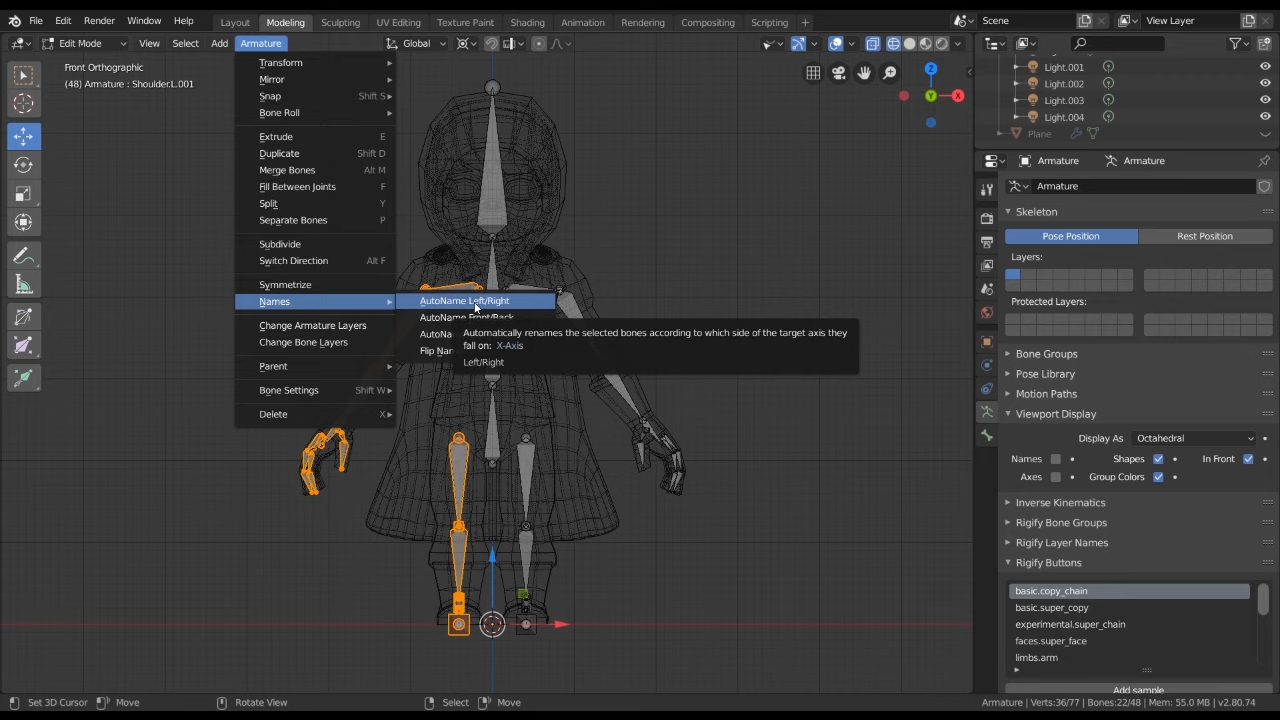 File Edit Render Window Help Layout Modeling Sculpting UV Editing Texture Paint Shading Animation Rendering Compositing Scripting + Scene View Layer
Edit Mode View Select Add Armature Global
Front Orthographic
(48) Armature : Shoulder.L.001
Transform
Mirror
Snap Shift S
Bone Roll
Extrude E
Duplicate Shift D
Merge Bones Alt M
Fill Between Joints F
Split Y
Separate Bones P
Subdivide
Switch Direction Alt F
Symmetrize
Names
Change Armature Layers
Change Bone Layers
Parent
Bone Settings Shift W
Delete X
AutoName Left/Right
AutoName Front/Back
AutoNa
Flip Nam
Automatically renames the selected bones according to which side of the target axis they
fall on: X-Axis
Left/Right
Z
Y
X
Light.001
Light.002
Light.003
Light.004
Plane
Armature Armature
Armature
Skeleton
Pose Position Rest Position
Layers:
Protected Layers:
Bone Groups
Pose Library
Motion Paths
Viewport Display
Display As Octahedral
Names Shapes In Front
Axes Group Colors
Inverse Kinematics
Rigify Bone Groups
Rigify Layer Names
Rigify Buttons
basic.copy_chain
basic.super_copy
experimental.super_chain
faces.super_face
limbs.arm
Add sample
Set 3D Cursor Move Rotate View Select Move Armature | Verts:36/77 | Bones:22/48 | Mem: 55.0 MB | v2.80.74